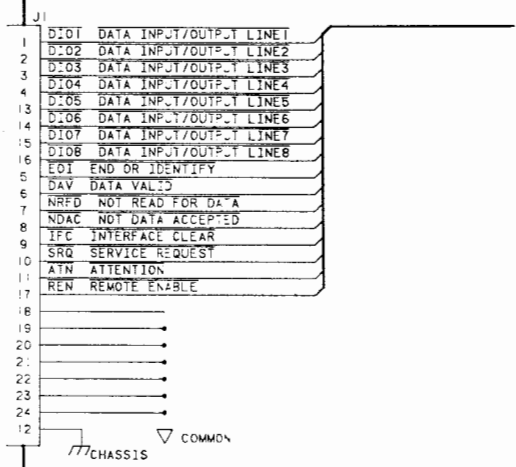 J1
DIO1 DATA INPUT/OUTPUT LINE1
1
DIO2 DATA INPUT/OUTPUT LINE2
2
DIO3 DATA INPUT/OUTPUT LINE3
3
DIO4 DATA INPUT/OUTPUT LINE4
4
DIO5 DATA INPUT/OUTPUT LINE5
13
DIO6 DATA INPUT/OUTPUT LINE6
14
DIO7 DATA INPUT/OUTPUT LINE7
15
DIO8 DATA INPUT/OUTPUT LINE8
16
EOI END OR IDENTIFY
5
DAV DATA VALID
6
NRFD NOT READ FOR DATA
7
NDAC NOT DATA ACCEPTED
8
IFC INTERFACE CLEAR
9
SRQ SERVICE REQUEST
10
ATN ATTENTION
11
REN REMOTE ENABLE
17
18
19
20
21
22
23
24
12
COMMON
CHASSIS